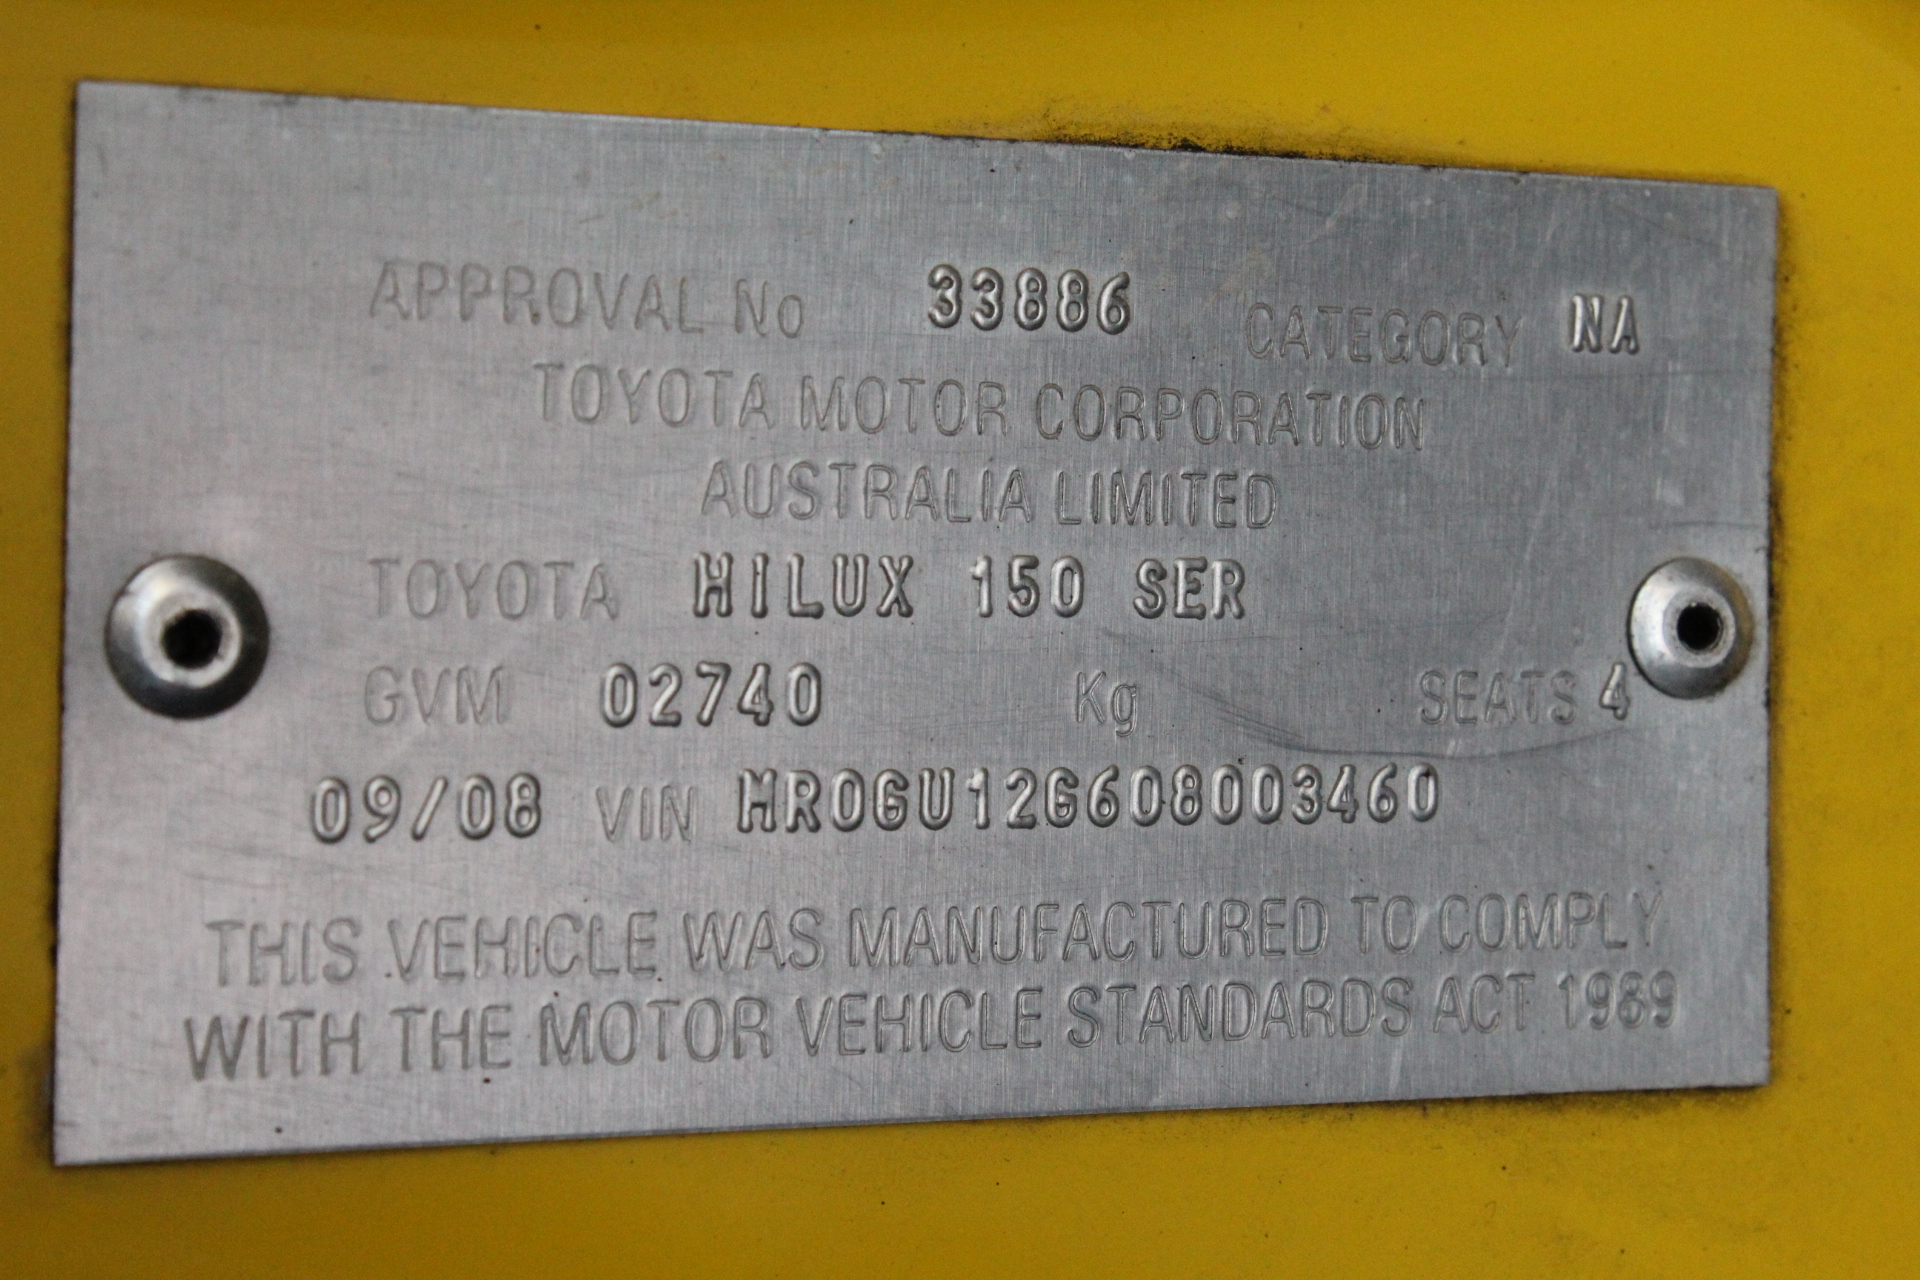 APPROVAL No 33886 CATEGORY NA
TOYOTA MOTOR CORPORATION
AUSTRALIA LIMITED
TOYOTA HILUX 150 SER
GVM 02740 Kg SEATS 4
09/08 VIN MR0GU12G608003460
THIS VEHICLE WAS MANUFACTURED TO COMPLY
WITH THE MOTOR VEHICLE STANDARDS ACT 1989